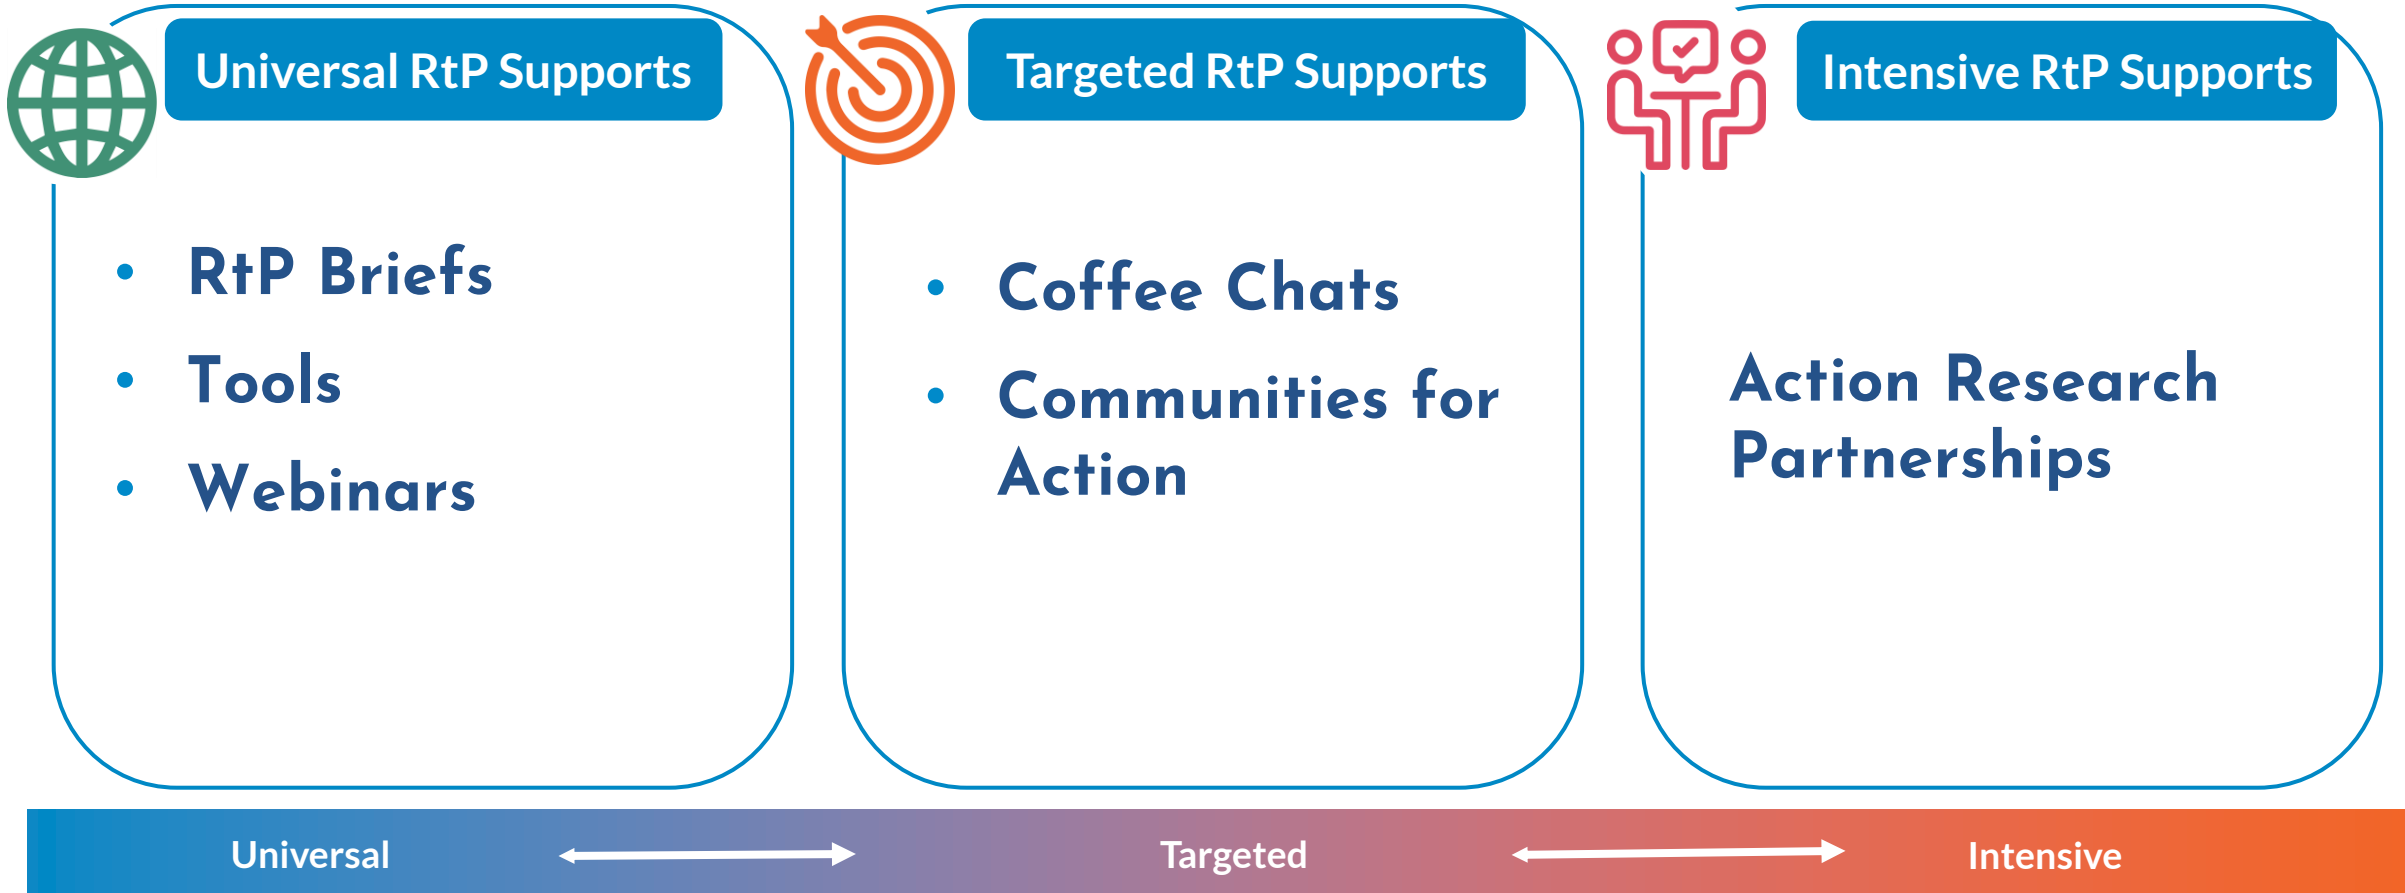 Universal RtP Supports
• RtP Briefs
• Tools
• Webinars
Targeted RtP Supports
• Coffee Chats
• Communities for
Action
Intensive RtP Supports
Action Research
Partnerships
Universal
Targeted
Intensive